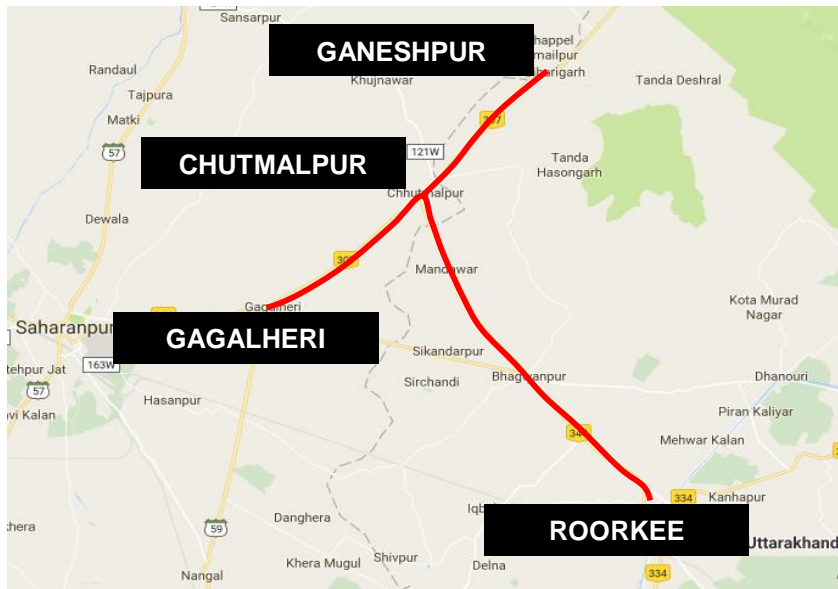 Sansarpur
GANESHPUR
Randaul
Khujnawar
Tanda Deshral
Tajpura
Matki
57
121W
Tanda
Hasongarh
CHUTMALPUR
Dewala
Mandawar
Kota Murad
Nagar
GAGALHERI
Saharanpur
163W
Sikandarpur
Sirchandi
Bhagwanpur
Dhanouri
57
Hasanpur
Piran Kaliyar
Mehwar Kalan
334
Kanhapur
Danghera
59
ROORKEE
Uttarakhand
Khera Mugul
Shivpur
Delna
334
Nangal